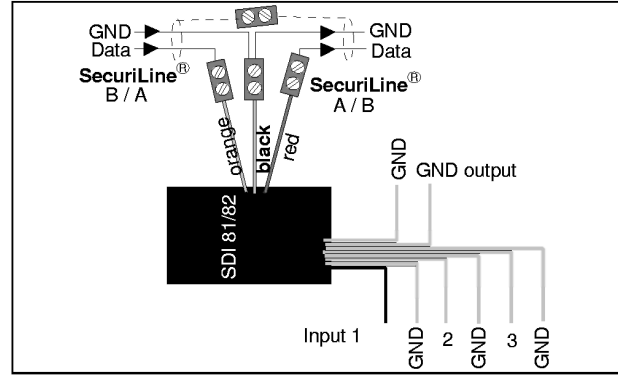 GND
Data
SecuriLine®
B / A
GND
Data
SecuriLine®
A / B
orange
black
red
SDI 81/82
GND
GND output
Input 1
GND
2
GND
3
GND